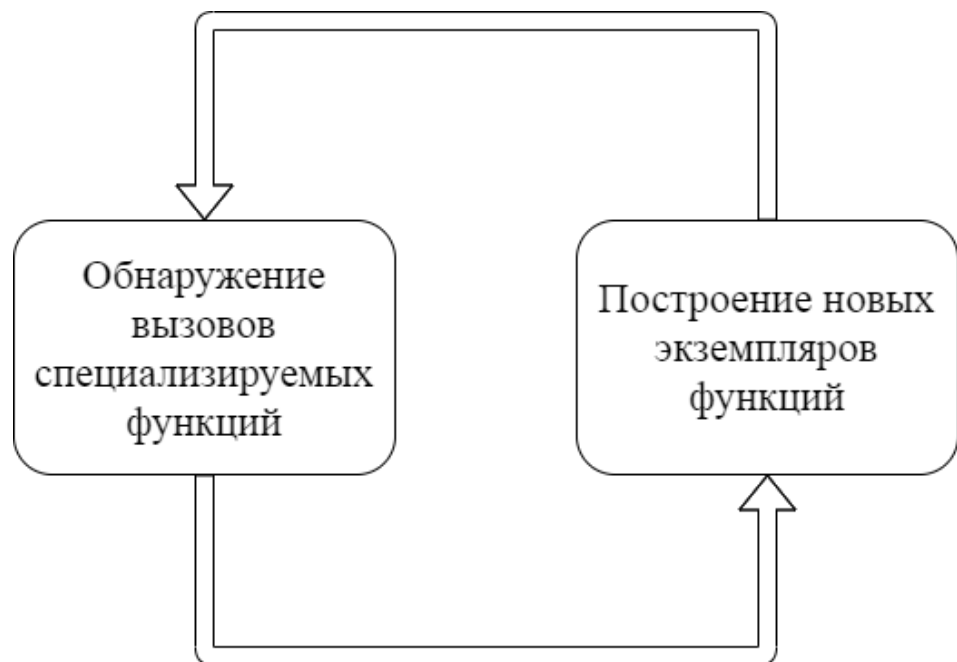 Обнаружение
вызовов
специализируемых
функций
Построение новых
экземпляров
функций